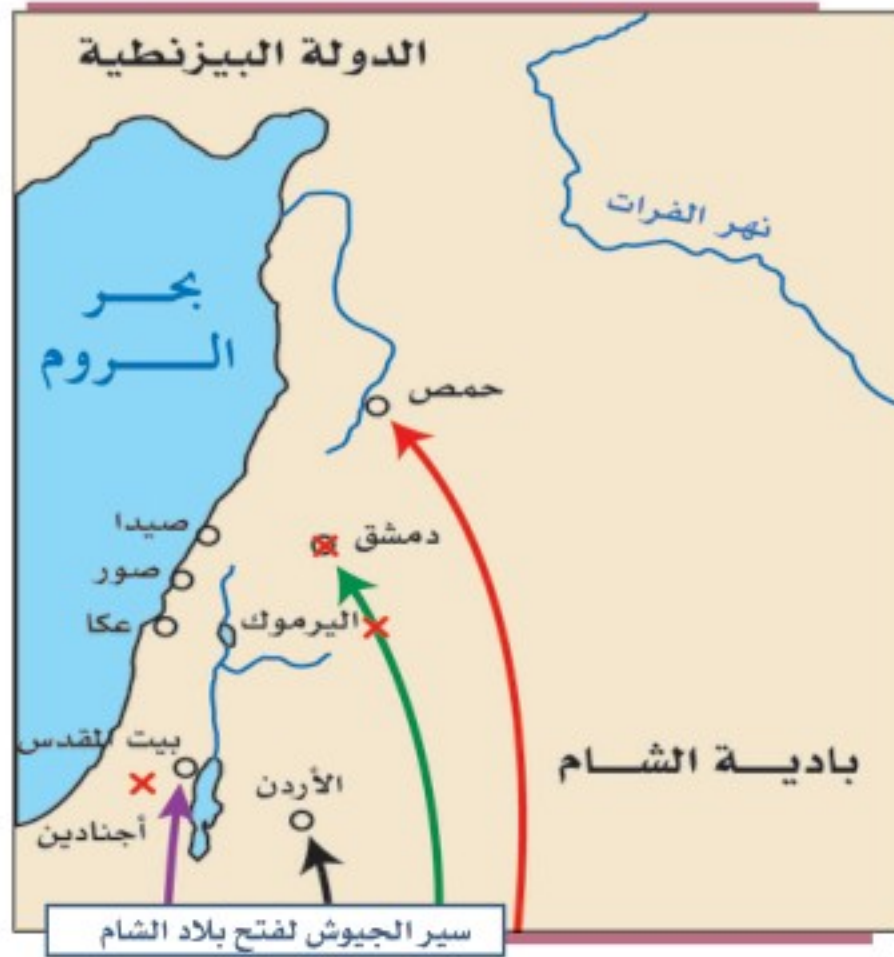 الدولة البيزنطية
نهر الفرات
بحر
الروم
حمص
صيدا
دمشق
صور
اليرموك
عكا
بيت المقدس
بادية الشام
الأردن
أجنادين
سير الجيوش لفتح بلاد الشام